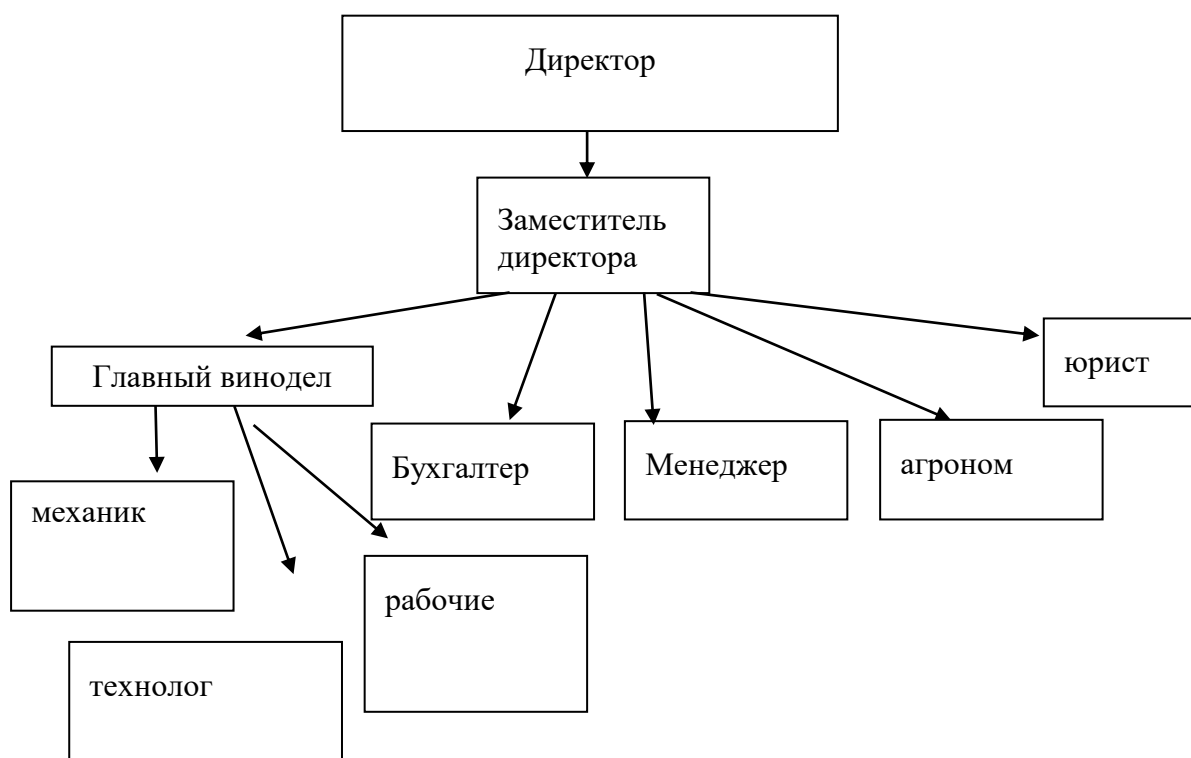 Директор
Заместитель
директора
Главный винодел
юрист
Бухгалтер
Менеджер
агроном
механик
рабочие
технолог